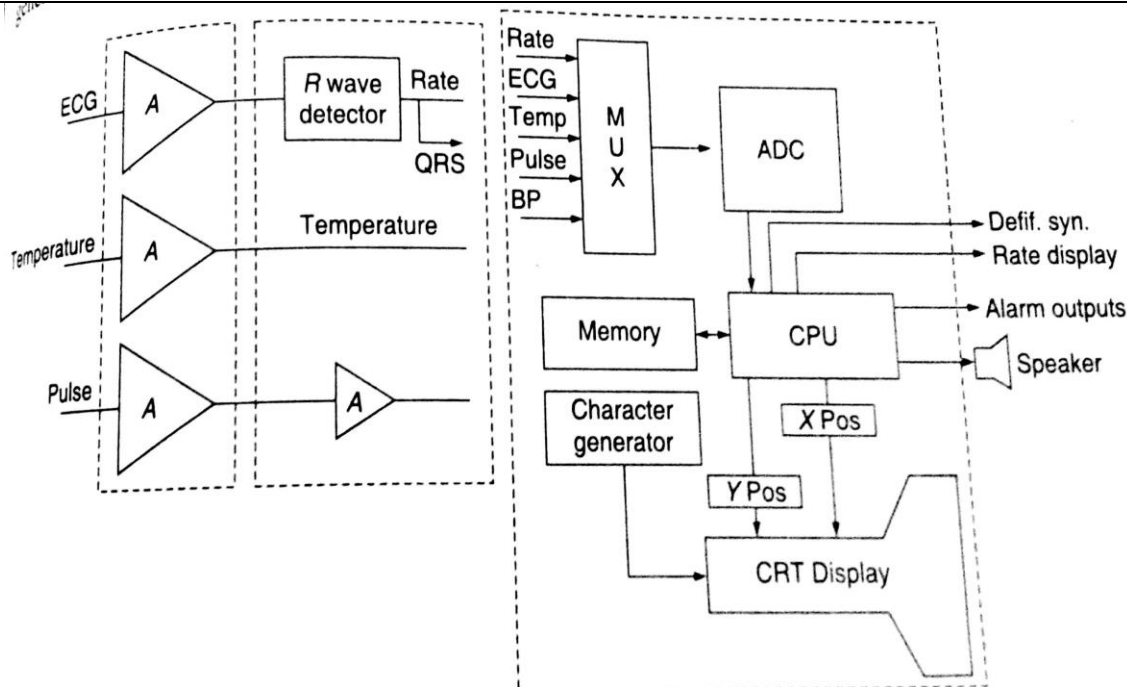 ECG
A
R wave
detector
Rate
QRS
Temperature
A
Temperature
Pulse
A
A
Rate
ECG
Temp
Pulse
BP
M
U
X
ADC
Defif. syn.
Rate display
Alarm outputs
Speaker
Memory
CPU
Character
generator
X Pos
Y Pos
CRT Display